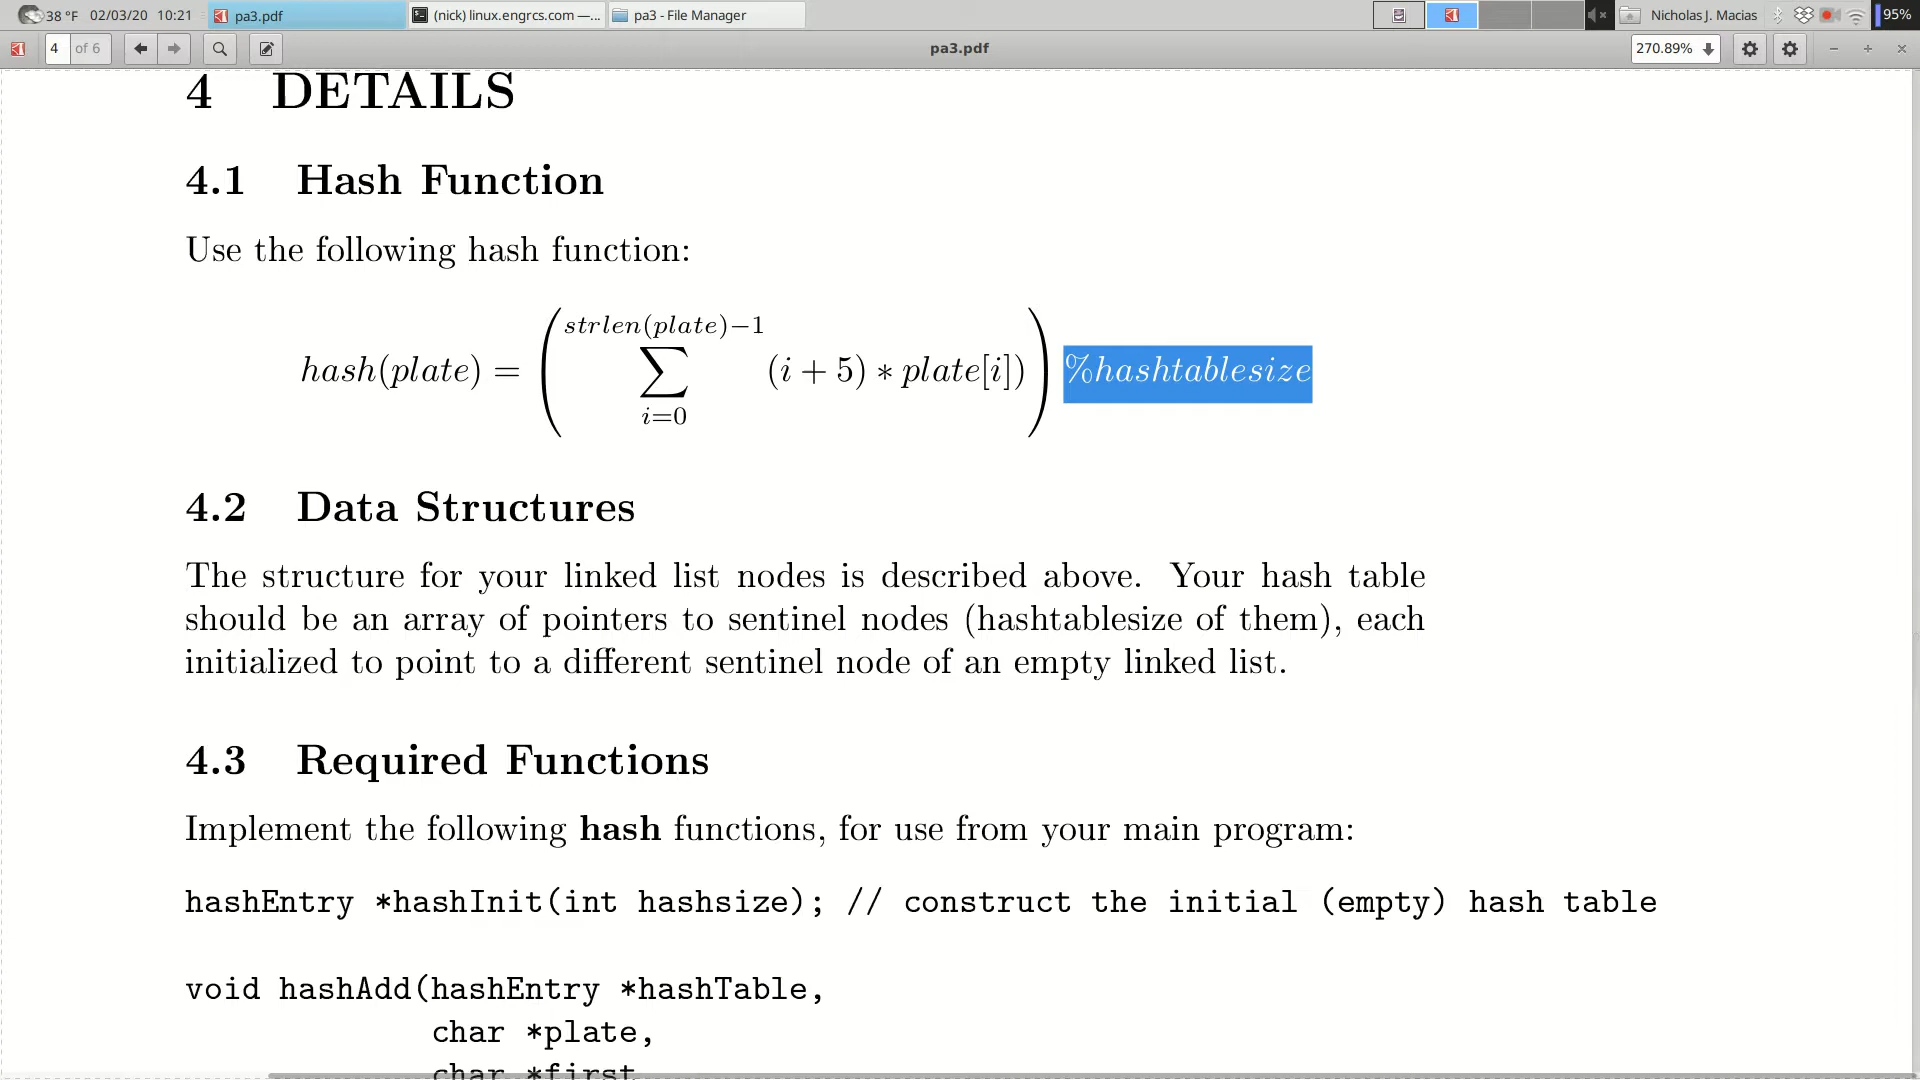 38 °F 02/03/20 10:21 pa3.pdf (nick) linux.engrcs.com —... pa3 - File Manager Nicholas J. Macias 95%
4 of 6 pa3.pdf 270.89%
4 DETAILS
4.1 Hash Function
Use the following hash function:
hash(plate) = ( strlen(plate)−1 ∑ i=0 (i + 5) ∗ plate[i]) ) %hashtablesize
4.2 Data Structures
The structure for your linked list nodes is described above. Your hash table
should be an array of pointers to sentinel nodes (hashtablesize of them), each
initialized to point to a different sentinel node of an empty linked list.
4.3 Required Functions
Implement the following hash functions, for use from your main program:
hashEntry *hashInit(int hashsize); // construct the initial (empty) hash table
void hashAdd(hashEntry *hashTable,
char *plate,
char *first